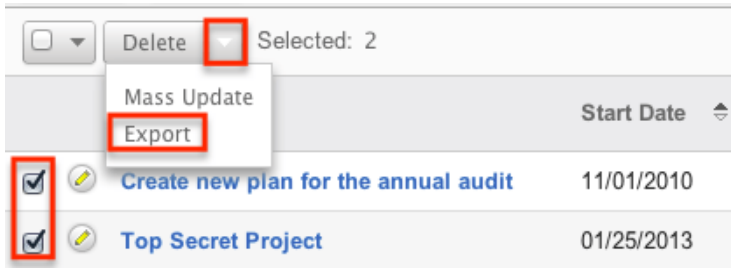 Delete Selected: 2
Mass Update
Export
Start Date
Create new plan for the annual audit 11/01/2010
Top Secret Project 01/25/2013